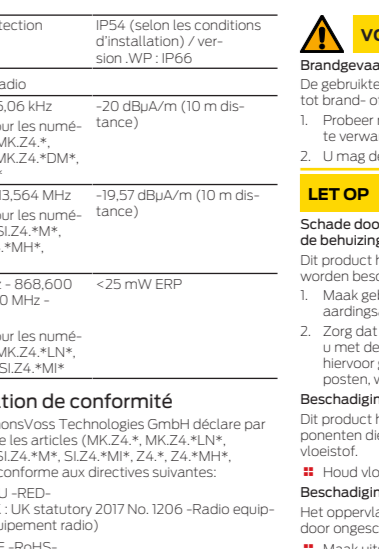 IP54 (selon les conditions
d'installation) / ver-
sion .WP : IP66
-20 dBµA/m (10 m dis-
tance)
our les numé-
MK.Z4.*,
MK.Z4.*DM*,
13,564 MHz
-19,57 dBµA/m (10 m dis-
tance)
our les numé-
SI.Z4.*M*,
.*MH*,
- 868,600
0 MHz -
<25 mW ERP
our les numé-
MK.Z4.*LN*,
SI.Z4.*MI*
tion de conformité
onsVoss Technologies GmbH déclare par
e les articles (MK.Z4.*, MK.Z4.*LN*,
SI.Z4.*M*, SI.Z4.*MI*, Z4.*, Z4.*MH*,
conforme aux directives suivantes:
U -RED-
: UK statutory 2017 No. 1206 -Radio equip-
uipement radio)
E -RoHS-
VO
Brandgevaa
De gebruikte
tot brand- o
1. Probeer
te verwa
2. U mag de
LET OP
Schade doo
de behuizing
Dit product h
worden besc
1. Maak geb
aardings
2. Zorg dat
u met de
hiervoor g
posten, v
Beschadigin
Dit product h
ponenten die
vloeistof.
Houd vlo
Beschadigin
Het oppervla
door ongesc
Maak uit